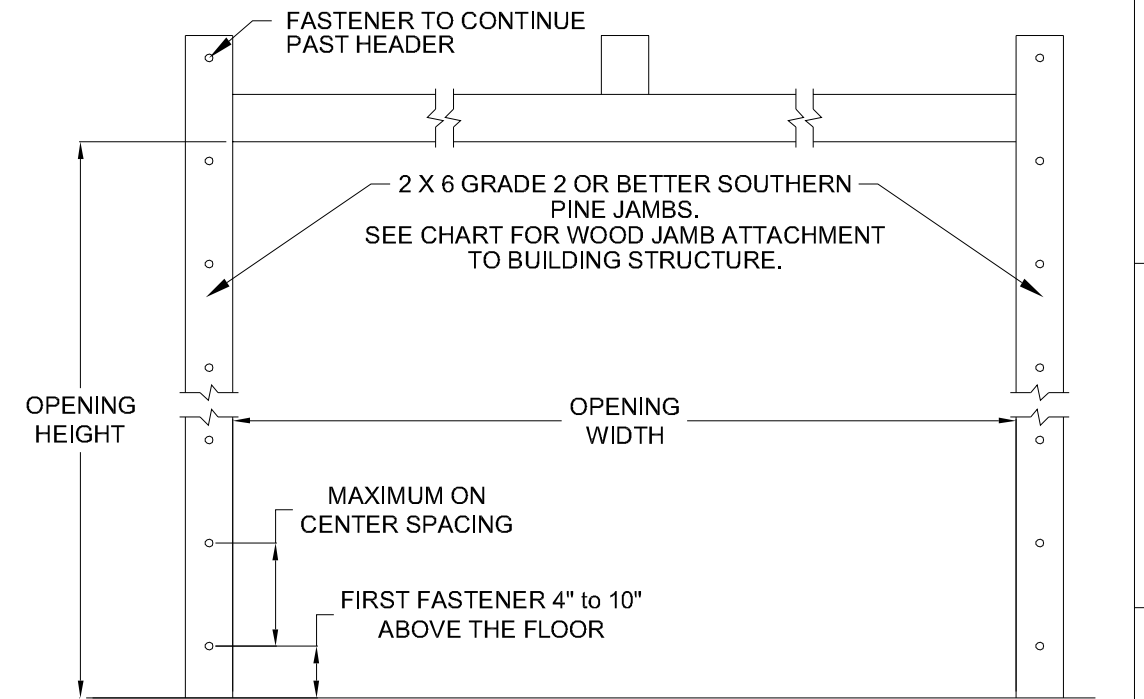 FASTENER TO CONTINUE
PAST HEADER
2 X 6 GRADE 2 OR BETTER SOUTHERN
PINE JAMBS.
SEE CHART FOR WOOD JAMB ATTACHMENT
TO BUILDING STRUCTURE.
OPENING
HEIGHT
OPENING
WIDTH
MAXIMUM ON
CENTER SPACING
FIRST FASTENER 4" to 10"
ABOVE THE FLOOR